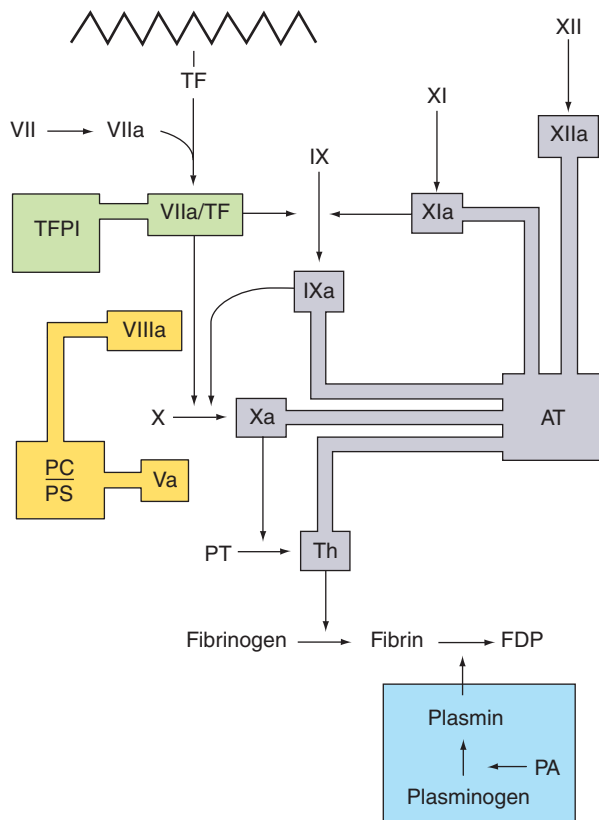 XII
TF
XI
VII
VIIa
XIIa
IX
TFPI
VIIa/TF
XIa
IXa
VIIIa
X
Xa
AT
PC
PS
Va
PT
Th
Fibrinogen
Fibrin
FDP
Plasmin
PA
Plasminogen